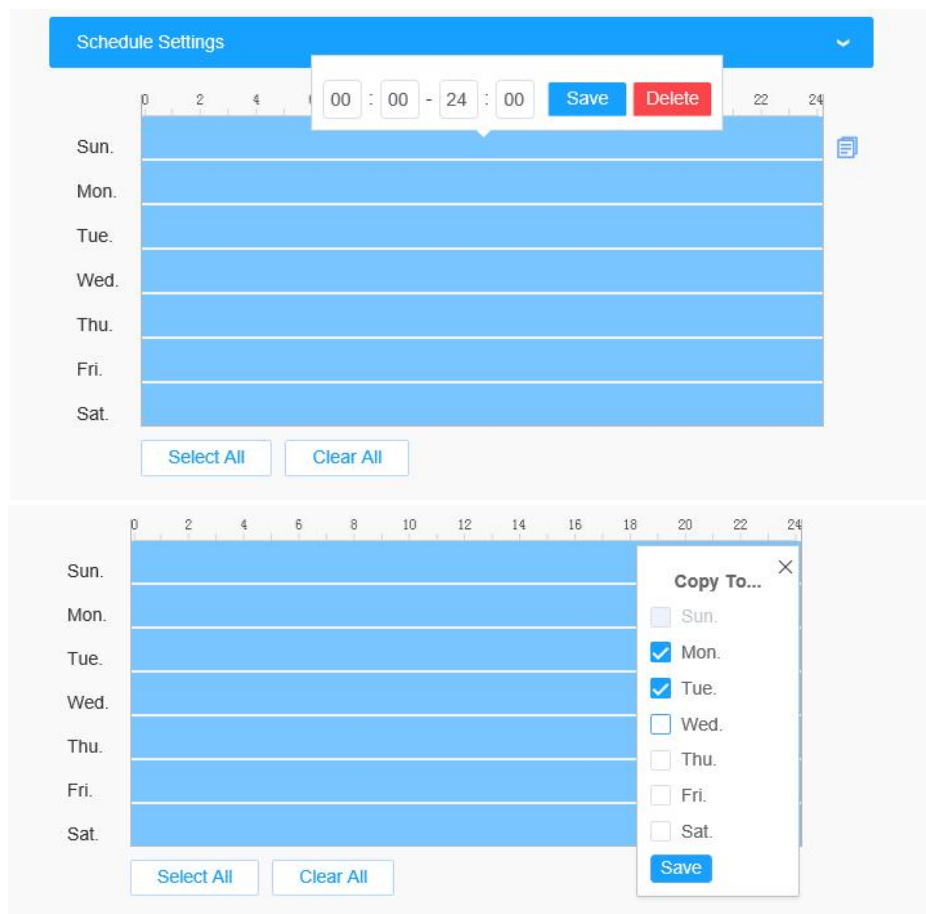 Schedule Settings
00 : 00 - 24 : 00 Save Delete
0 2 4 22 24
Sun.
Mon.
Tue.
Wed.
Thu.
Fri.
Sat.
Select All Clear All
0 2 4 6 8 10 12 14 16 18 20 22 24
Sun.
Mon.
Tue.
Wed.
Thu.
Fri.
Sat.
Copy To...
Sun.
Mon.
Tue.
Wed.
Thu.
Fri.
Sat.
Save
Select All Clear All